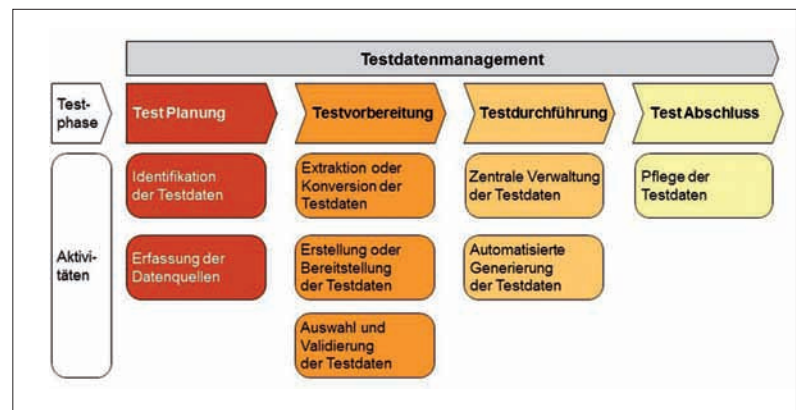 Testdatenmanagement
Test-
phase
Test Planung
Testvorbereitung
Testdurchführung
Test Abschluss
Aktivi-
täten
Identifikation
der Testdaten
Extraktion oder
Konversion der
Testdaten
Zentrale Verwaltung
der Testdaten
Pflege der
Testdaten
Erfassung der
Datenquellen
Erstellung oder
Bereitstellung
der Testdaten
Automatisierte
Generierung
der Testdaten
Auswahl und
Validierung
der Testdaten